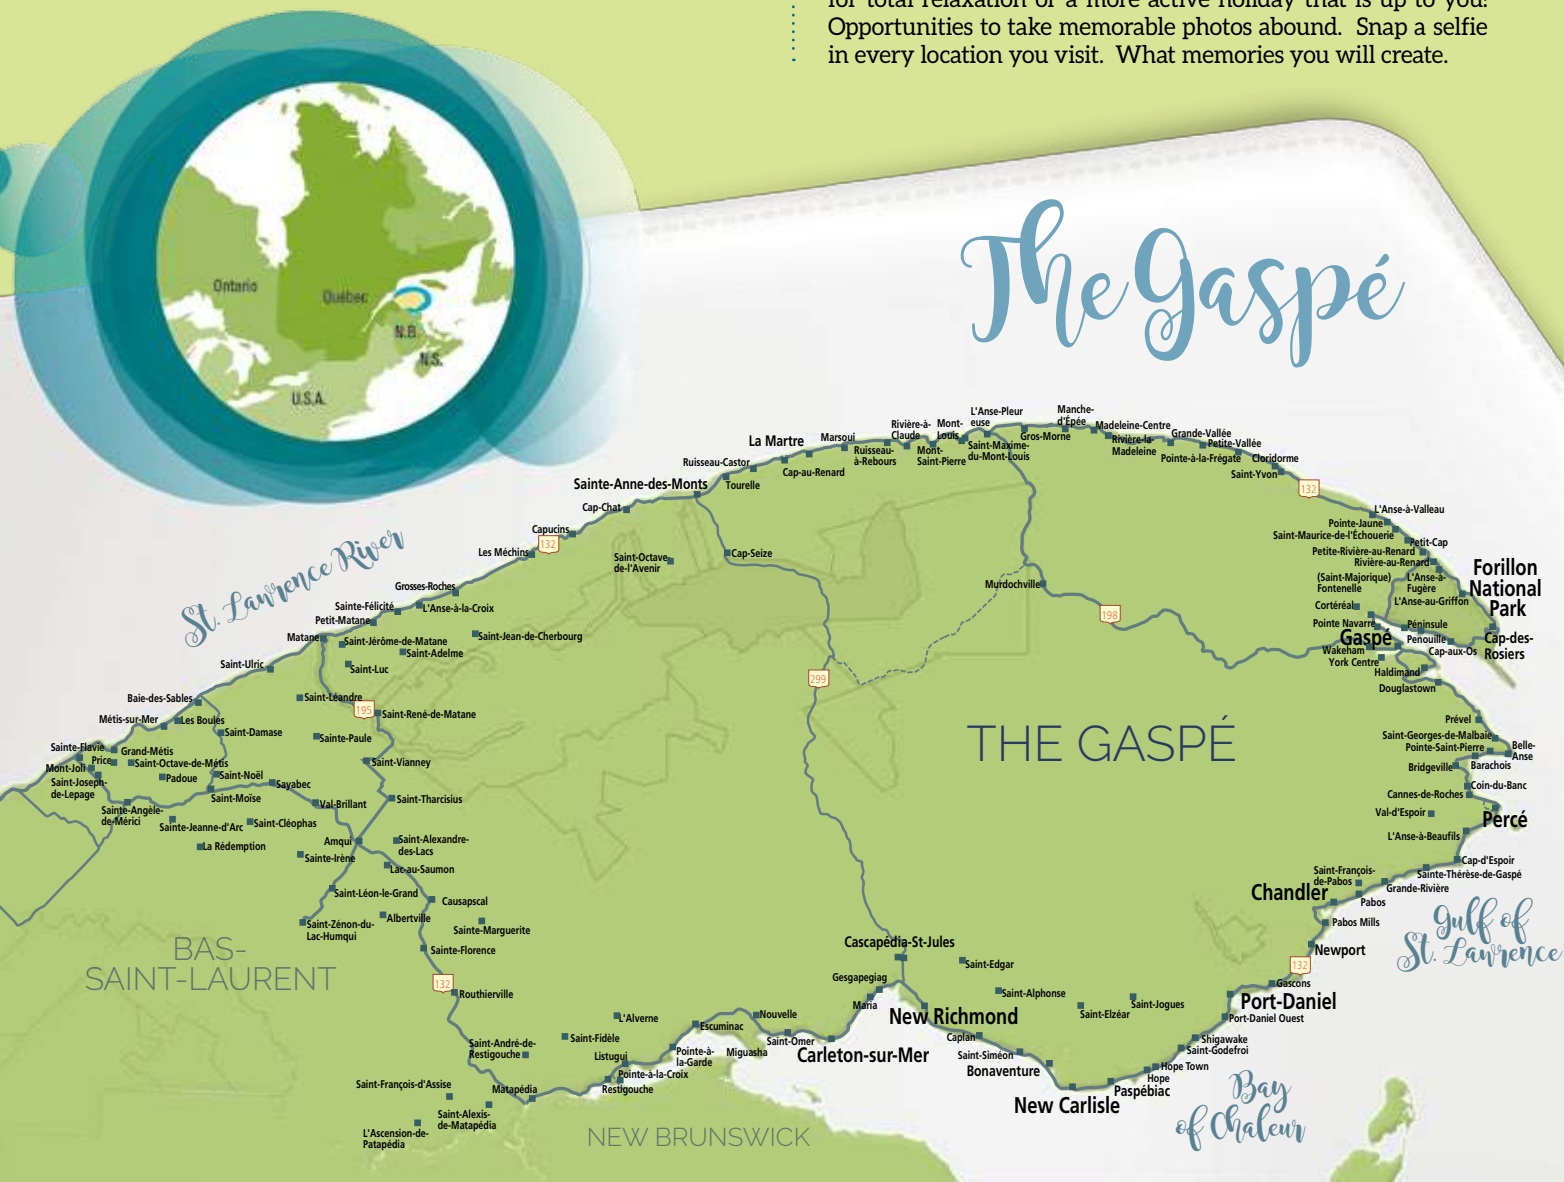 for total relaxation or a more active holiday that is up to you!
Opportunities to take memorable photos abound. Snap a selfie
in every location you visit. What memories you will create.
Ontario
Québec
N.B.
N.S.
U.S.A.
The Gaspé
St. Lawrence River
L'Anse-Pleur
euse
Manche-
d'Épée
Rivière-à-
Claude
Mont-
Louis
Madeleine-Centre
Gros-Morne
Rivière-la-
Madeleine
Grande-Vallée
Petite-Vallée
La Martre
Marsoui
Ruisseau-
à-Rebours
Mont-
Saint-Pierre
Saint-Maxime-
du-Mont-Louis
Pointe-à-la-Frégate
Cloridorme
Saint-Yvon
Ruisseau-Castor
Cap-au-Renard
Sainte-Anne-des-Monts
Tourelle
132
Cap-Chat
L'Anse-à-Valleau
Pointe-Jaune
Saint-Maurice-de-l'Échouerie
Petit-Cap
Capucins
132
Les Méchins
Saint-Octave-
de-l'Avenir
Cap-Seize
Petite-Rivière-au-Renard
Rivière-au-Renard
Forillon
National
Park
(Saint-Majorique)
Fontenelle
L'Anse-à-
Fugère
Murdochville
Grosses-Roches
L'Anse-au-Griffon
Cortéréal
Sainte-Félicité
L'Anse-à-la-Croix
198
Petit-Matane
Pointe Navarre
Péninsule
Gaspé
Penouille
Cap-des-
Rosiers
Matane
Saint-Jérôme-de-Matane
Saint-Jean-de-Cherbourg
Saint-Adelme
Wakeham
York Centre
Cap-aux-Os
Saint-Ulric
Saint-Luc
Haldimand
299
Douglastown
Baie-des-Sables
Saint-Léandre
195
Saint-René-de-Matane
Métis-sur-Mer
Les Boules
Prével
Saint-Damase
Sainte-Paule
THE GASPÉ
Saint-Georges-de-Malbaie
Pointe-Saint-Pierre
Belle-
Anse
Sainte-Flavie
Grand-Métis
Price
Saint-Octave-de-Métis
Saint-Vianney
Mont-Joli
Bridgeville
Barachois
Saint-Joseph-
de-Lepage
Padoue
Saint-Noël
Sayabec
Coin-du-Banc
Cannes-de-Roches
Saint-Moïse
Val-Brillant
Saint-Tharcisius
Sainte-Angèle-
de-Mérici
Val-d'Espoir
Percé
Sainte-Jeanne-d'Arc
Saint-Cléophas
L'Anse-à-Beaufils
Amqui
Saint-Alexandre-
des-Lacs
La Rédemption
Sainte-Irène
Cap-d'Espoir
Lac-au-Saumon
Saint-François-
de-Pabos
Sainte-Thérèse-de-Gaspé
Saint-Léon-le-Grand
Chandler
Grande-Rivière
Causapscal
Pabos
Albertville
Saint-Zénon-du-
Lac-Humqui
Sainte-Marguerite
Pabos Mills
Gulf of
St. Lawrence
BAS-
SAINT-LAURENT
Sainte-Florence
Cascapédia-St-Jules
Newport
Saint-Edgar
132
Gesgapegiag
132
Gascons
Routhierville
Saint-Alphonse
Maria
Saint-Jogues
Port-Daniel
Saint-Elzéar
New Richmond
L'Alverne
Nouvelle
Port-Daniel Ouest
Escuminac
Saint-Fidèle
Saint-Omer
Caplan
Shigawake
Saint-André-de-
Restigouche
Listuguj
Pointe-à-
la-Garde
Miguasha
Carleton-sur-Mer
Saint-Siméon
Saint-Godefroi
Bonaventure
Hope Town
Pointe-à-la-Croix
Hope
Saint-François-d'Assise
Matapédia
Restigouche
Paspébiac
Bay
of Chaleur
New Carlisle
Saint-Alexis-
de-Matapédia
L'Ascension-de-
Patapédia
NEW BRUNSWICK